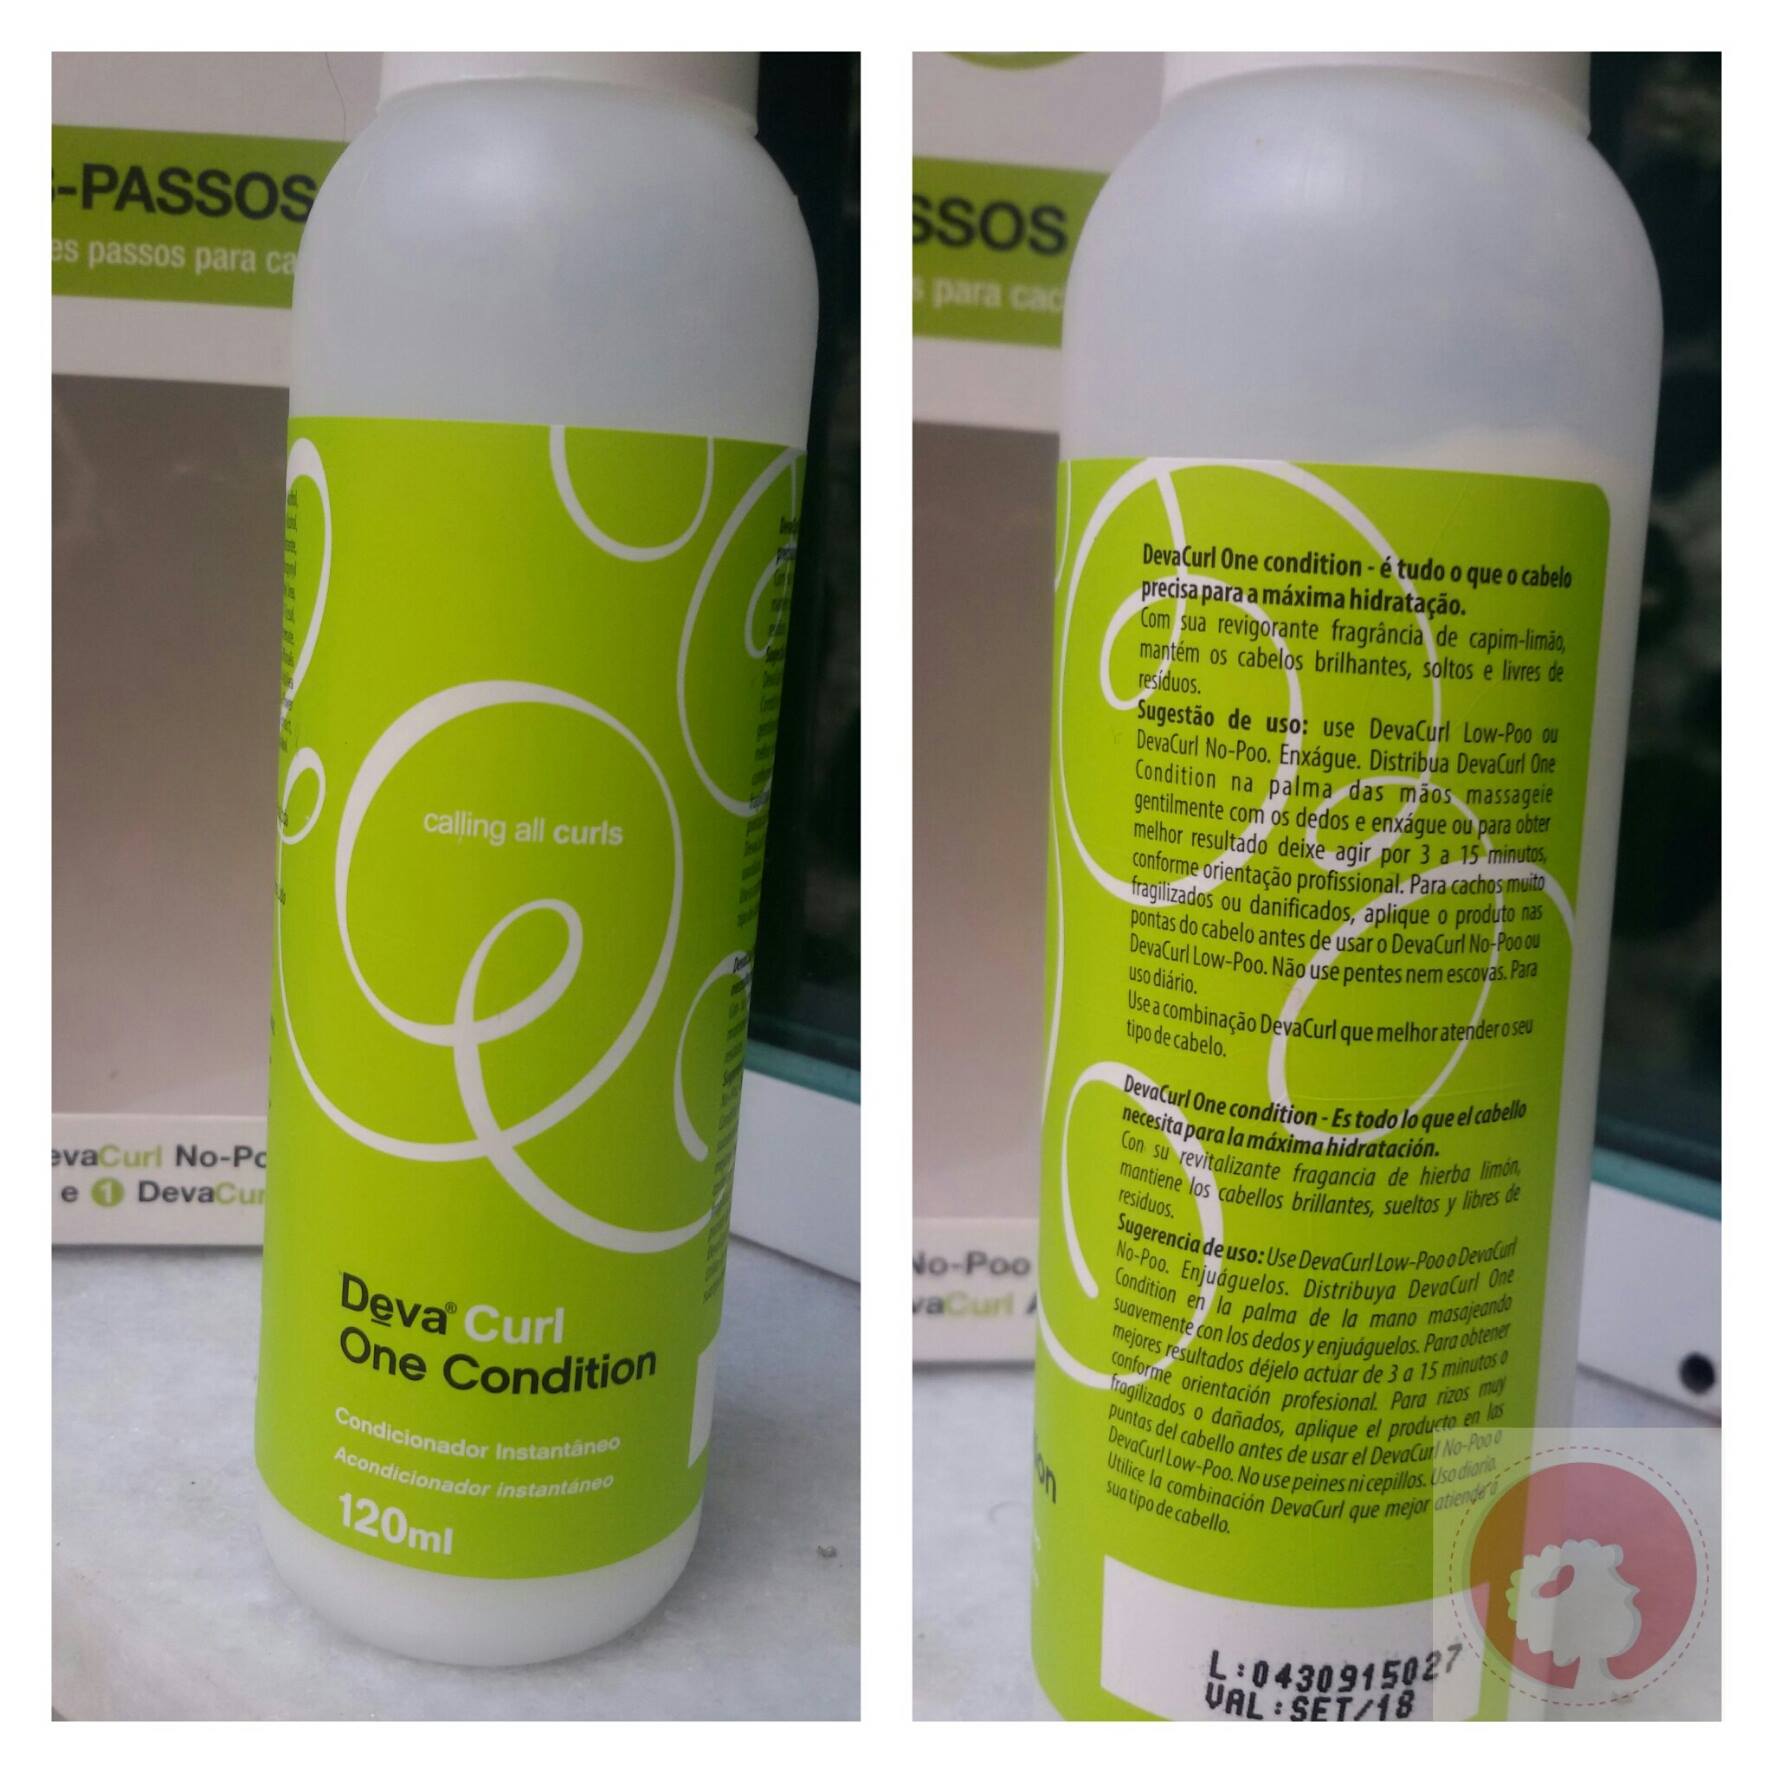 -PASSOS
es passos para ca
calling all curls
evaCurl No-Po
e 1 DevaCur
Deva® Curl
One Condition
Condicionador Instantâneo
Acondicionador instantáneo
120ml
SSOS
s para cac
DevaCurl One condition - é tudo o que o cabelo
precisa para a máxima hidratação.
Com sua revigorante fragrância de capim-limão,
mantém os cabelos brilhantes, soltos e livres de
resíduos.
Sugestão de uso: use DevaCurl Low-Poo ou
DevaCurl No-Poo. Enxágue. Distribua DevaCurl One
Condition na palma das mãos massageie
gentilmente com os dedos e enxágue ou para obter
melhor resultado deixe agir por 3 a 15 minutos,
conforme orientação profissional. Para cachos muito
fragilizados ou danificados, aplique o produto nas
pontas do cabelo antes de usar o DevaCurl No-Poo ou
DevaCurl Low-Poo. Não use pentes nem escovas. Para
uso diário.
Use a combinação DevaCurl que melhor atender o seu
tipo de cabelo.
DevaCurl One condition - Es todo lo que el cabello
necesita para la máxima hidratación.
Con su revitalizante fragancia de hierba limón,
mantiene los cabellos brillantes, sueltos y libres de
residuos.
Sugerencia de uso: Use DevaCurl Low-Poo o DevaCurl
No-Poo. Enjuáguelos. Distribuya DevaCurl One
Condition en la palma de la mano masajeando
suavemente con los dedos y enjuáguelos. Para obtener
mejores resultados déjelo actuar de 3 a 15 minutos o
conforme orientación profesional. Para rizos muy
fragilizados o dañados, aplique el producto en las
puntas del cabello antes de usar el DevaCurl No-Poo o
DevaCurl Low-Poo. No use peines ni cepillos. Uso diario.
Utilice la combinación DevaCurl que mejor atienda a
sua tipo de cabello.
No-Poo
vaCurl
ion
L:0430915027
VAL:SET/18